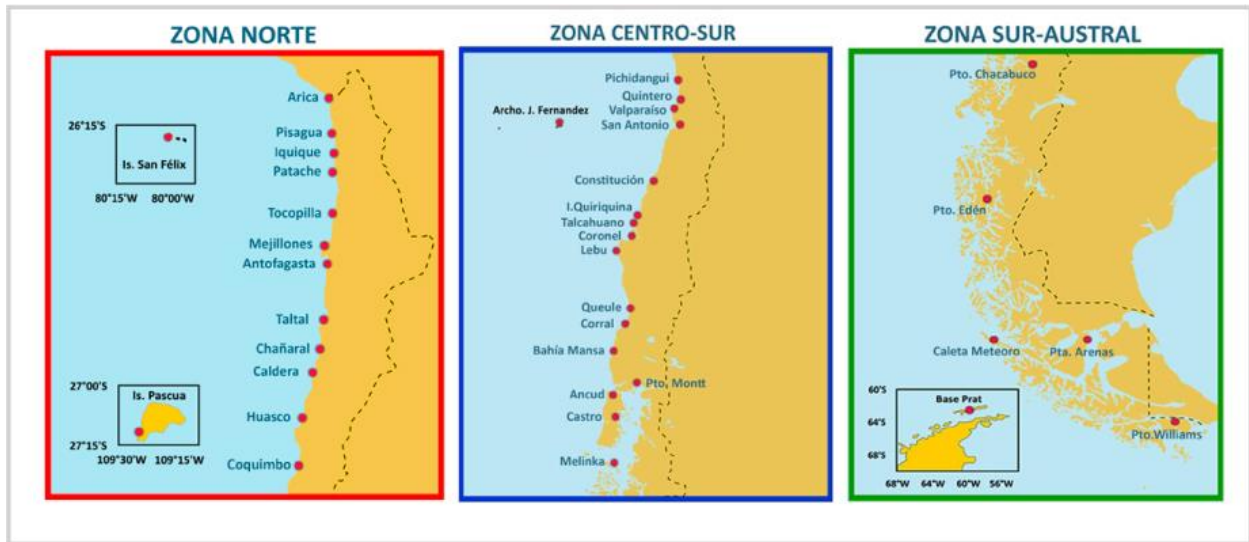 ZONA NORTE
Arica
26°15'S
Pisagua
Iquique
Is. San Félix
Patache
80°15'W 80°00'W
Tocopilla
Mejillones
Antofagasta
Taltal
Chañaral
Caldera
27°00'S
Is. Pascua
Huasco
27°15'S
109°30'W 109°15'W
Coquimbo
ZONA CENTRO-SUR
Pichidangui
Quintero
Archo. J. Fernandez
Valparaíso
San Antonio
Constitución
I.Quiriquina
Talcahuano
Coronel
Lebu
Queule
Corral
Bahía Mansa
Pto. Montt
Ancud
Castro
Melinka
ZONA SUR-AUSTRAL
Pto. Chacabuco
Pto. Edén
Caleta Meteoro
Pta. Arenas
60°S
Base Prat
64°S
Pto.Williams
68°S
68°W 64°W 60°W 56°W